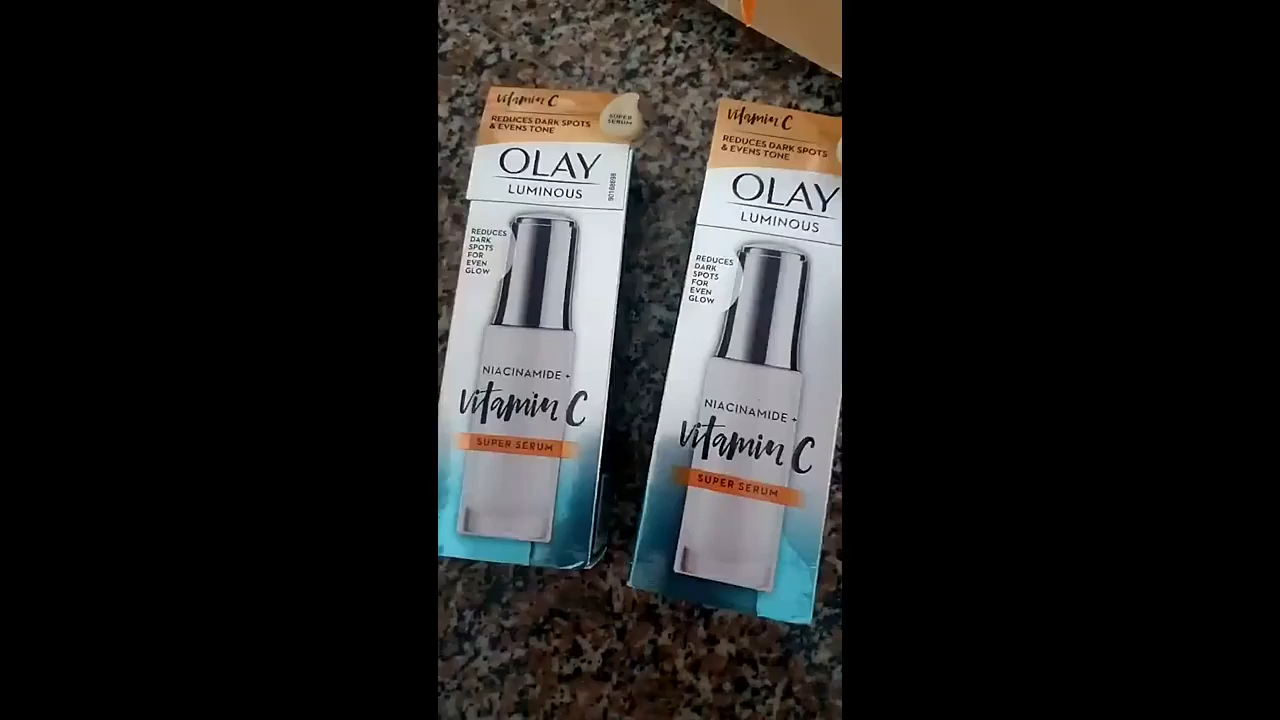 Vitamin C
REDUCES DARK SPOTS
& EVENS TONE
SUPER
SERUM
OLAY
LUMINOUS
90188698
REDUCES
DARK
SPOTS
FOR
EVEN
GLOW
NIACINAMIDE +
Vitamin C
SUPER SERUM
Vitamin C
REDUCES DARK SPOTS
& EVENS TONE
OLAY
LUMINOUS
REDUCES
DARK
SPOTS
FOR
EVEN
GLOW
NIACINAMIDE +
Vitamin C
SUPER SERUM